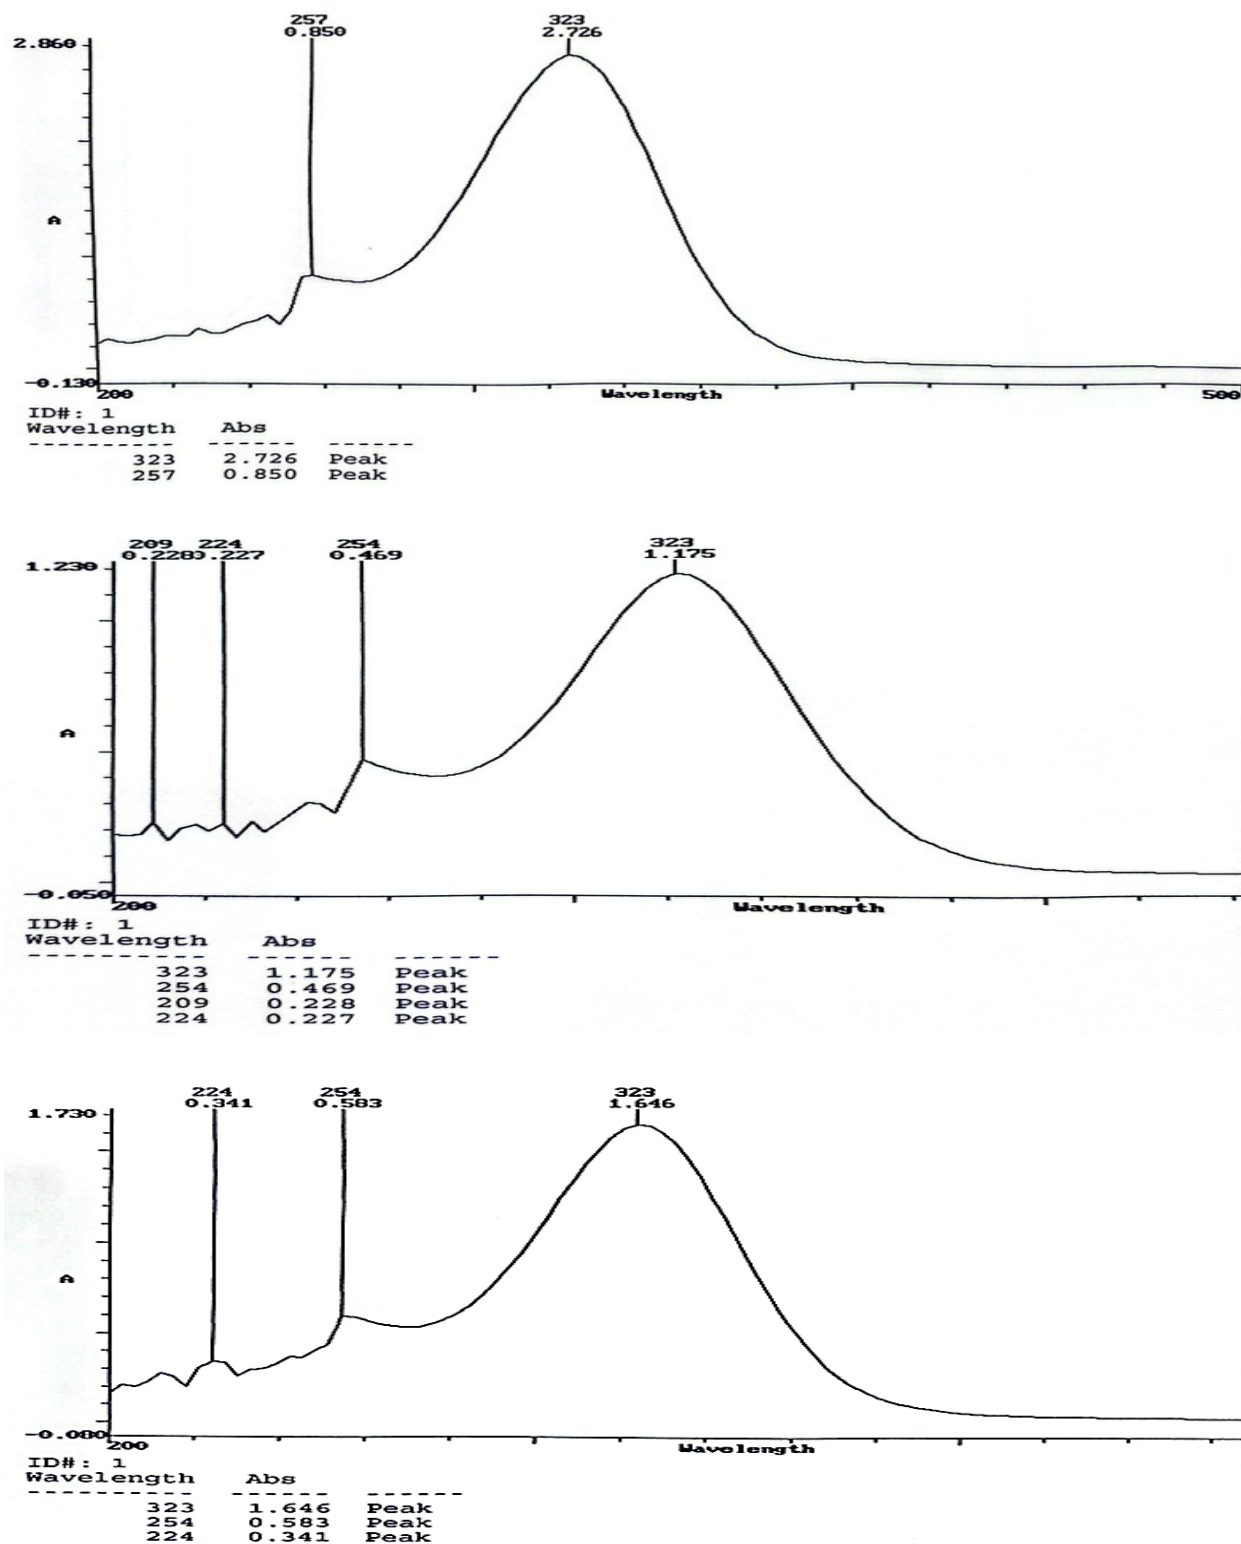 257 323
0.850 2.726
2.860
A
-0.130
200 Wavelength 500
ID#: 1
Wavelength Abs
---------- ------ ------
323 2.726 Peak
257 0.850 Peak
209 224 254 323
0.2280.227 0.469 1.175
1.230
A
-0.050
200 Wavelength
ID#: 1
Wavelength Abs
---------- ------ ------
323 1.175 Peak
254 0.469 Peak
209 0.228 Peak
224 0.227 Peak
224 254 323
0.341 0.583 1.646
1.730
A
-0.080
200 Wavelength
ID#: 1
Wavelength Abs
---------- ------ ------
323 1.646 Peak
254 0.583 Peak
224 0.341 Peak